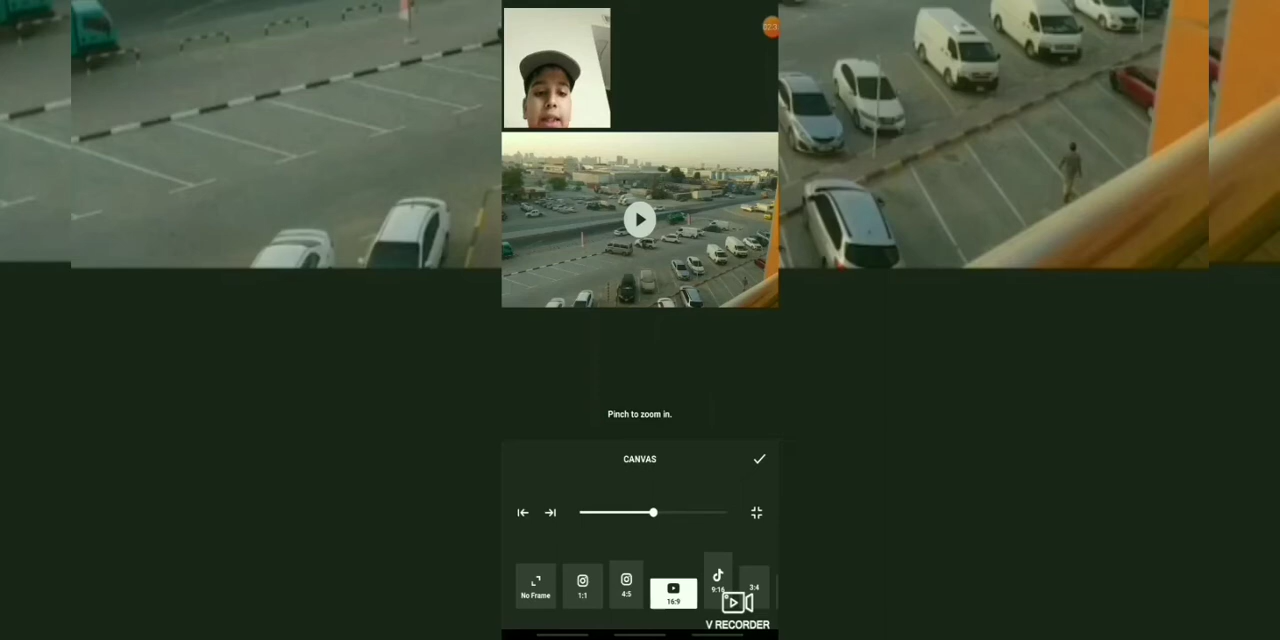 Pinch to zoom in.
CANVAS
No Frame
1:1
4:5
16:9
9:16
3:4
V RECORDER